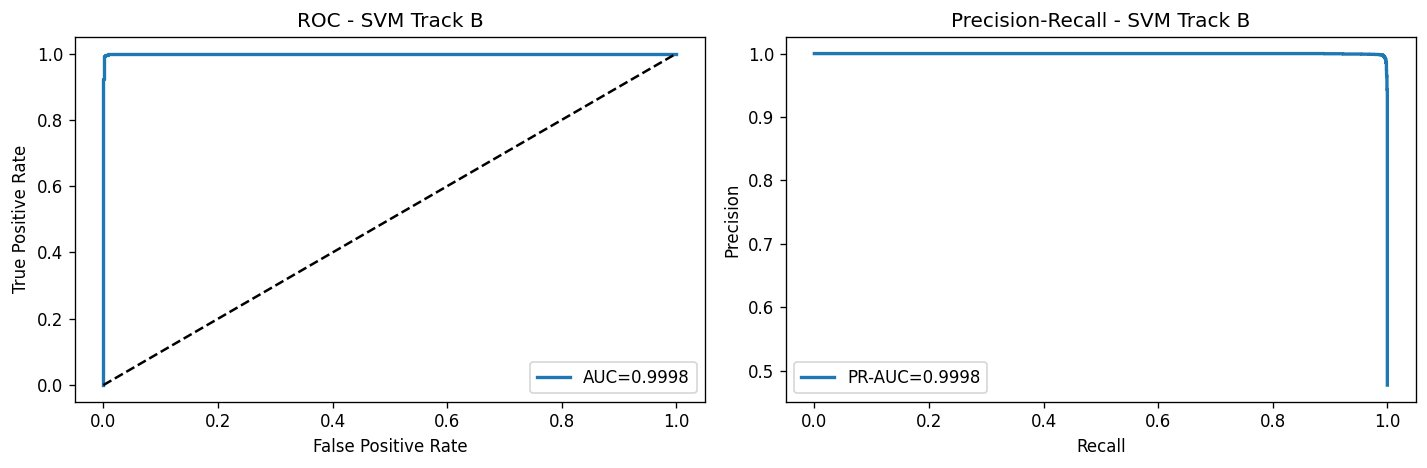 ROC - SVM Track B
True Positive Rate
1.0
0.8
0.6
0.4
0.2
0.0
0.0 0.2 0.4 0.6 0.8 1.0
False Positive Rate
AUC=0.9998
Precision-Recall - SVM Track B
Precision
1.0
0.9
0.8
0.7
0.6
0.5
0.0 0.2 0.4 0.6 0.8 1.0
Recall
PR-AUC=0.9998